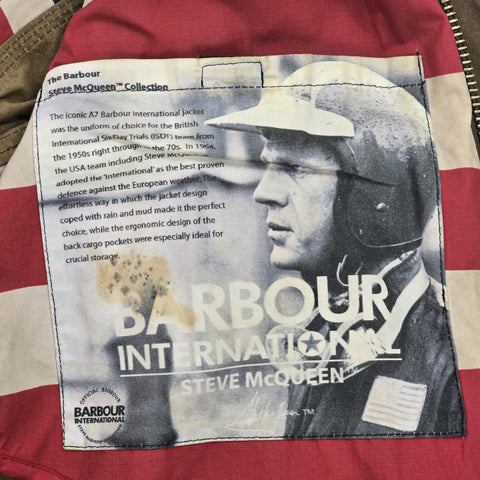 The Barbour
Steve McQueen™ Collection
The iconic A7 Barbour International jacket
was the uniform of choice for the British
International SixDay Trials (ISDT) team from
the 1950s right through the 70s. In 1964,
the USA team including Steve McQueen
adopted the 'International' as the best proven
defence against the European weather. The
effortless way in which the jacket design
coped with rain and mud made it the perfect
choice, while the ergonomic design of the
back cargo pockets were especially ideal for
crucial storage.
BARBOUR
INTERNATIONAL
STEVE McQUEEN™
TM
OFFICIAL BARBOUR
BARBOUR
INTERNATIONAL